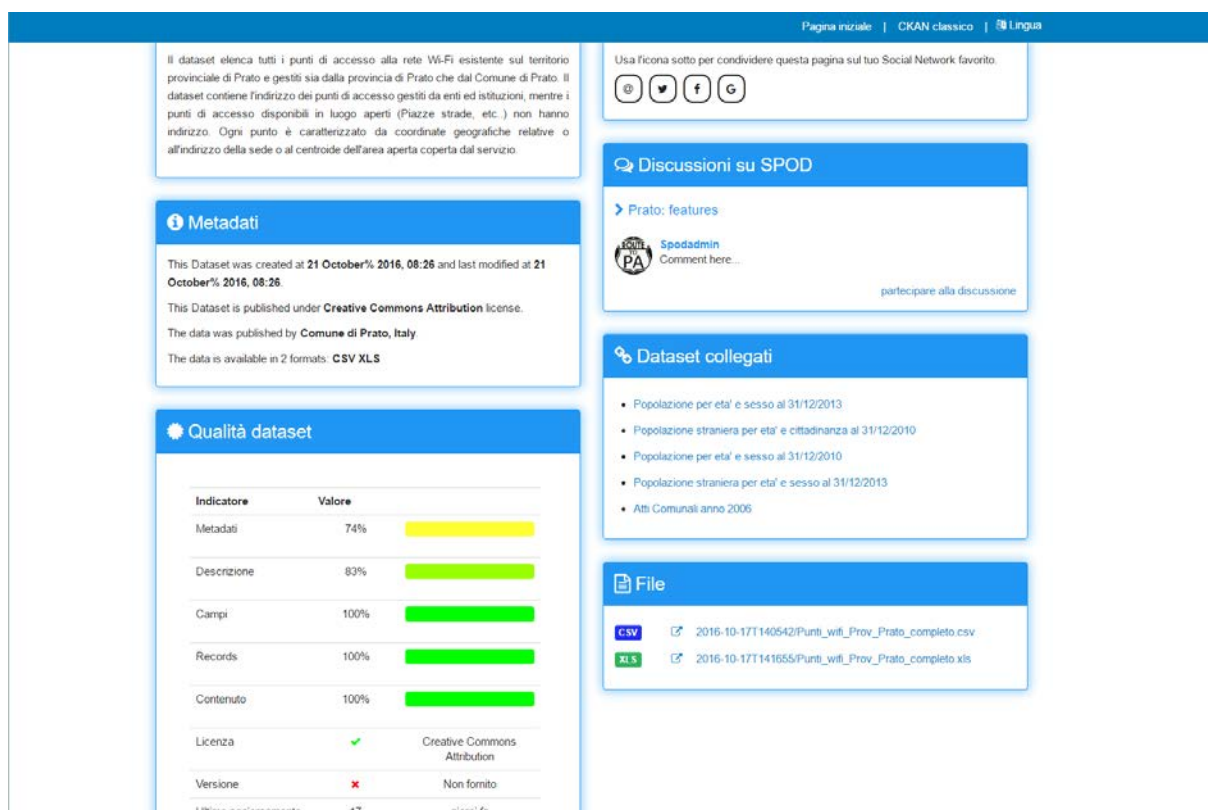 Pagina iniziale | CKAN classico | Lingua
Il dataset elenca tutti i punti di accesso alla rete Wi-Fi esistente sul territorio
provinciale di Prato e gestiti sia dalla provincia di Prato che dal Comune di Prato. Il
dataset contiene l'indirizzo dei punti di accesso gestiti da enti ed istituzioni, mentre i
punti di accesso disponibili in luogo aperti (Piazze strade, etc..) non hanno
indirizzo. Ogni punto è caratterizzato da coordinate geografiche relative o
all'indirizzo della sede o al centroide dell'area aperta coperta dal servizio.
Metadati
This Dataset was created at 21 October% 2016, 08:26 and last modified at 21
October% 2016, 08:26.
This Dataset is published under Creative Commons Attribution license.
The data was published by Comune di Prato, Italy.
The data is available in 2 formats: CSV XLS
Qualità dataset
Indicatore Valore
Metadati 74%
Descrizione 83%
Campi 100%
Records 100%
Contenuto 100%
Licenza Creative Commons
Attribution
Versione Non fornito
Ultimo aggiornamento 17 giorni fa
Usa l'icona sotto per condividere questa pagina sul tuo Social Network favorito.
@ f G
Discussioni su SPOD
Prato: features
ROUTE
TO
PA
Spodadmin
Comment here...
partecipare alla discussione
Dataset collegati
Popolazione per eta' e sesso al 31/12/2013
Popolazione straniera per eta' e cittadinanza al 31/12/2010
Popolazione per eta' e sesso al 31/12/2010
Popolazione straniera per eta' e sesso al 31/12/2013
Atti Comunali anno 2006
File
CSV 2016-10-17T140542/Punti_wifi_Prov_Prato_completo.csv
XLS 2016-10-17T141655/Punti_wifi_Prov_Prato_completo.xls